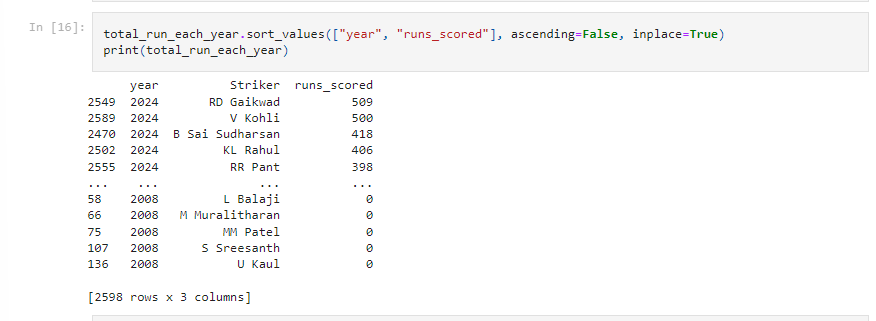 In [16]:
total_run_each_year.sort_values(["year", "runs_scored"], ascending=False, inplace=True)
print(total_run_each_year)
year Striker runs_scored
2549 2024 RD Gaikwad 509
2589 2024 V Kohli 500
2470 2024 B Sai Sudharsan 418
2502 2024 KL Rahul 406
2555 2024 RR Pant 398
... ... ... ...
58 2008 L Balaji 0
66 2008 M Muralitharan 0
75 2008 MM Patel 0
107 2008 S Sreesanth 0
136 2008 U Kaul 0
[2598 rows x 3 columns]